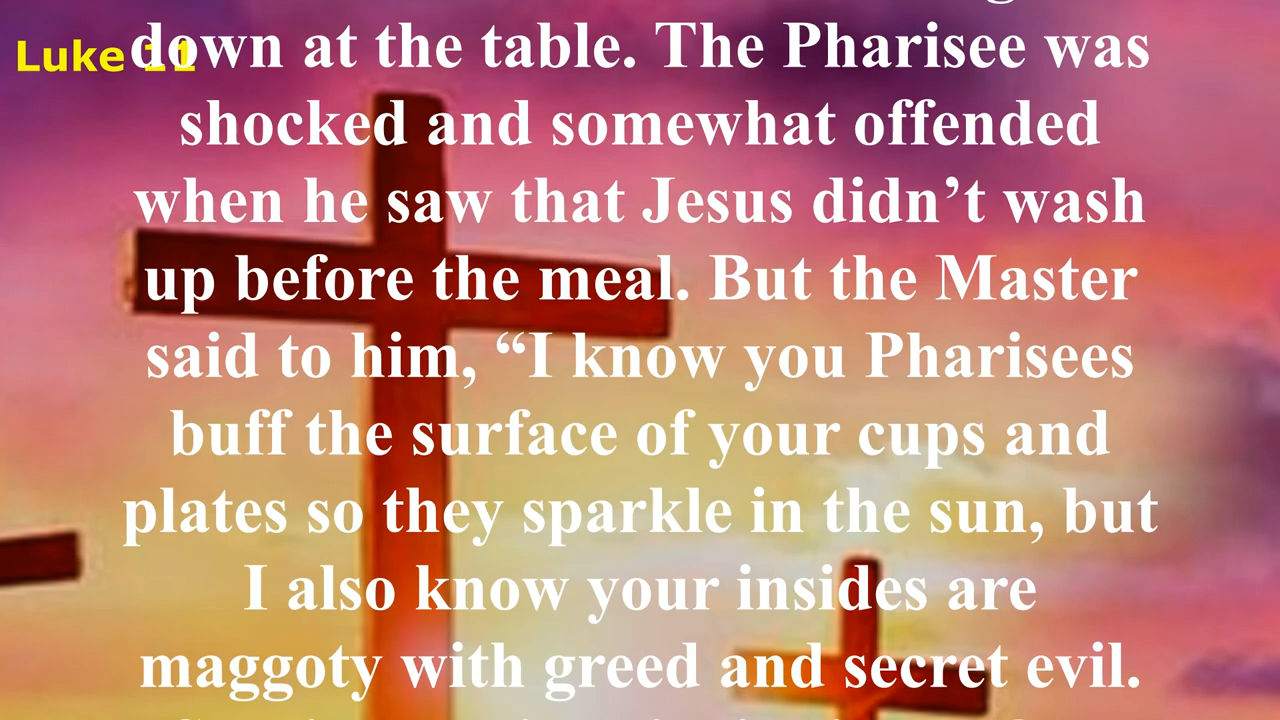 Luke 11
down at the table. The Pharisee was
shocked and somewhat offended
when he saw that Jesus didn’t wash
up before the meal. But the Master
said to him, “I know you Pharisees
buff the surface of your cups and
plates so they sparkle in the sun, but
I also know your insides are
maggoty with greed and secret evil.